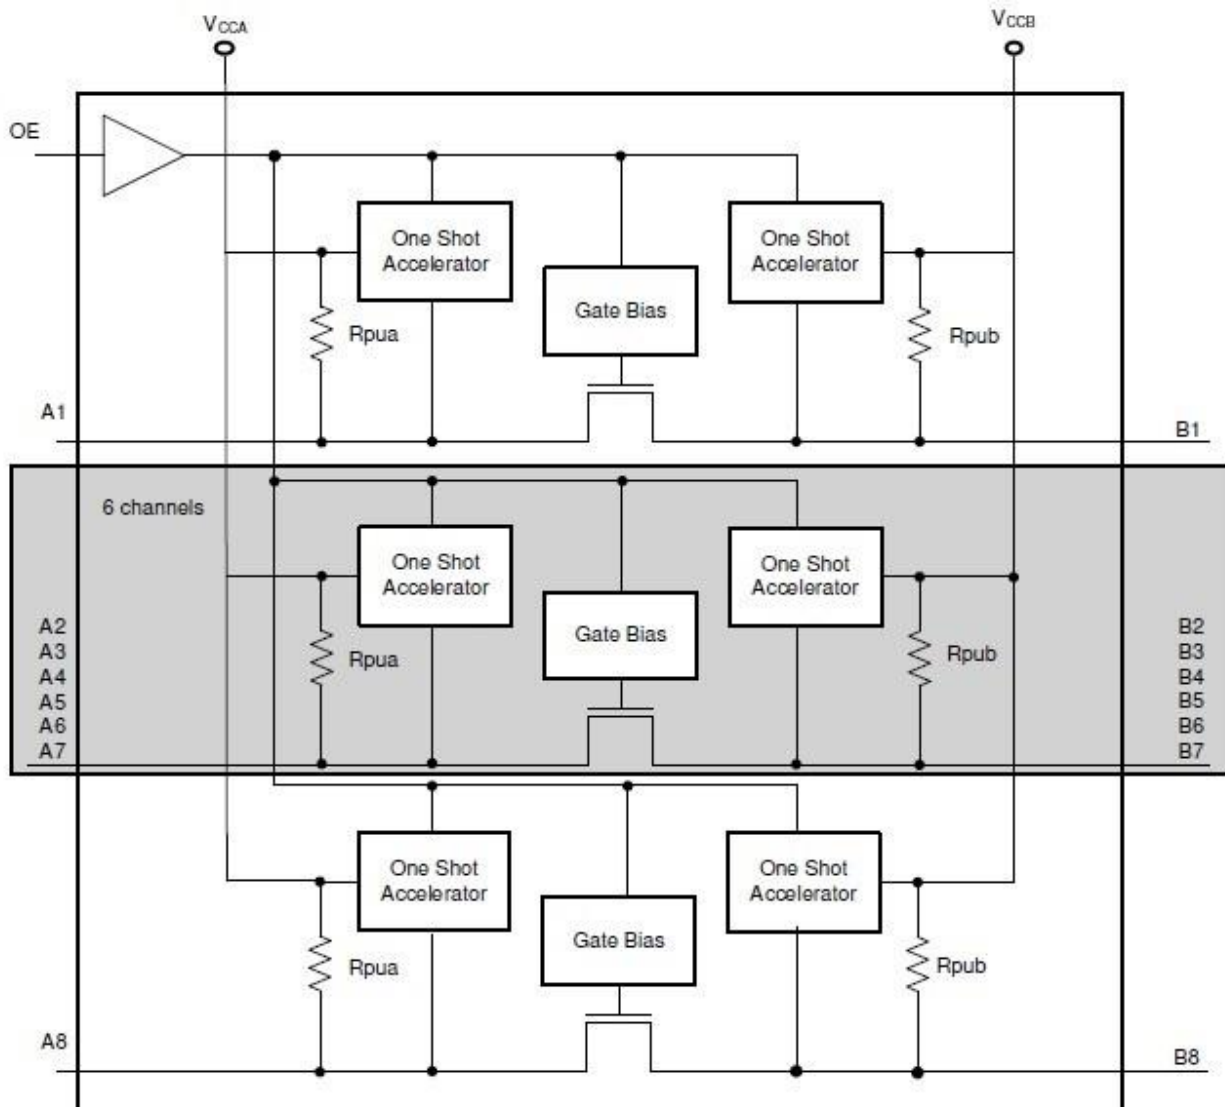 VCCA
VCCB
OE
One Shot
Accelerator
One Shot
Accelerator
Gate Bias
Rpua
Rpub
A1
B1
6 channels
One Shot
Accelerator
One Shot
Accelerator
Gate Bias
Rpua
Rpub
A2
A3
A4
A5
A6
A7
B2
B3
B4
B5
B6
B7
One Shot
Accelerator
One Shot
Accelerator
Gate Bias
Rpua
Rpub
A8
B8